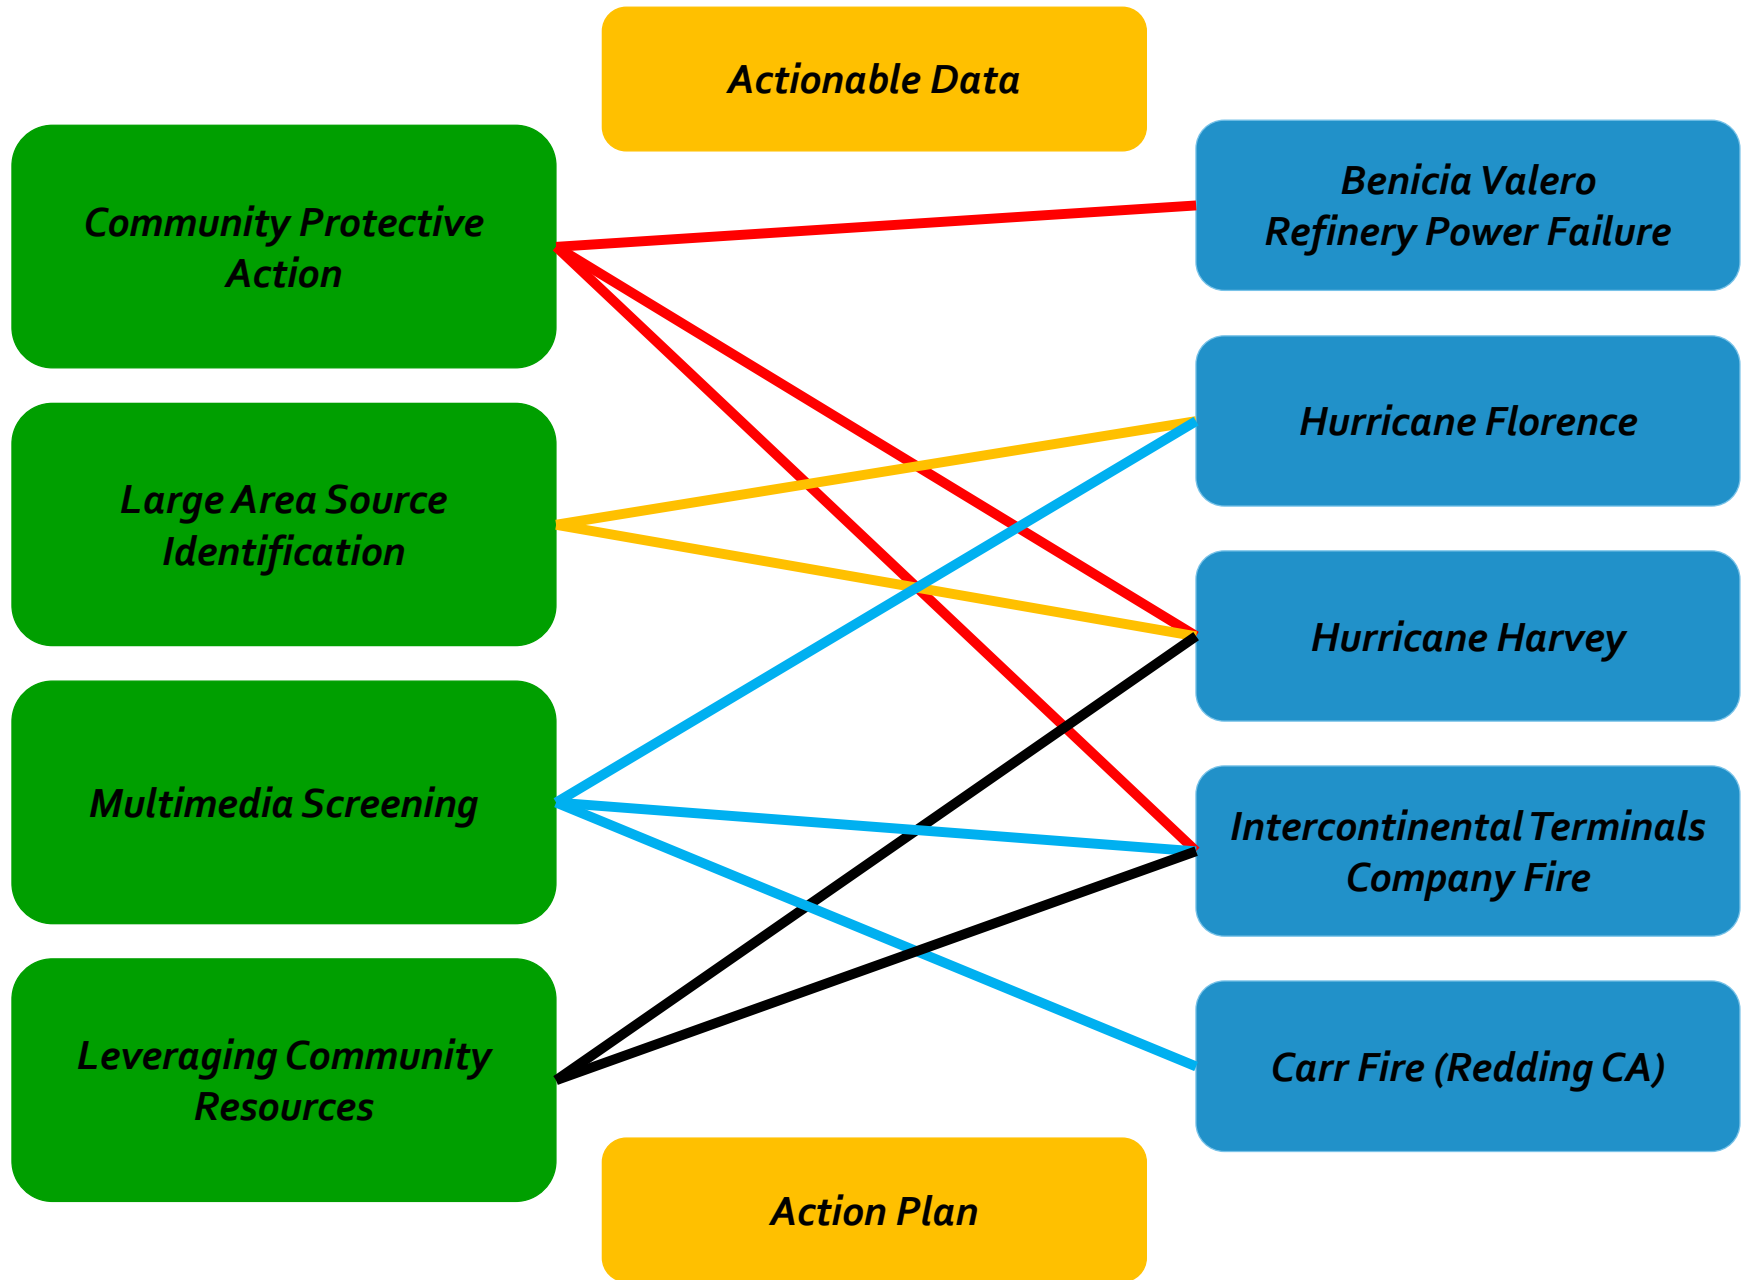 Actionable Data
Community Protective
Action
Large Area Source
Identification
Multimedia Screening
Leveraging Community
Resources
Benicia Valero
Refinery Power Failure
Hurricane Florence
Hurricane Harvey
Intercontinental Terminals
Company Fire
Carr Fire (Redding CA)
Action Plan